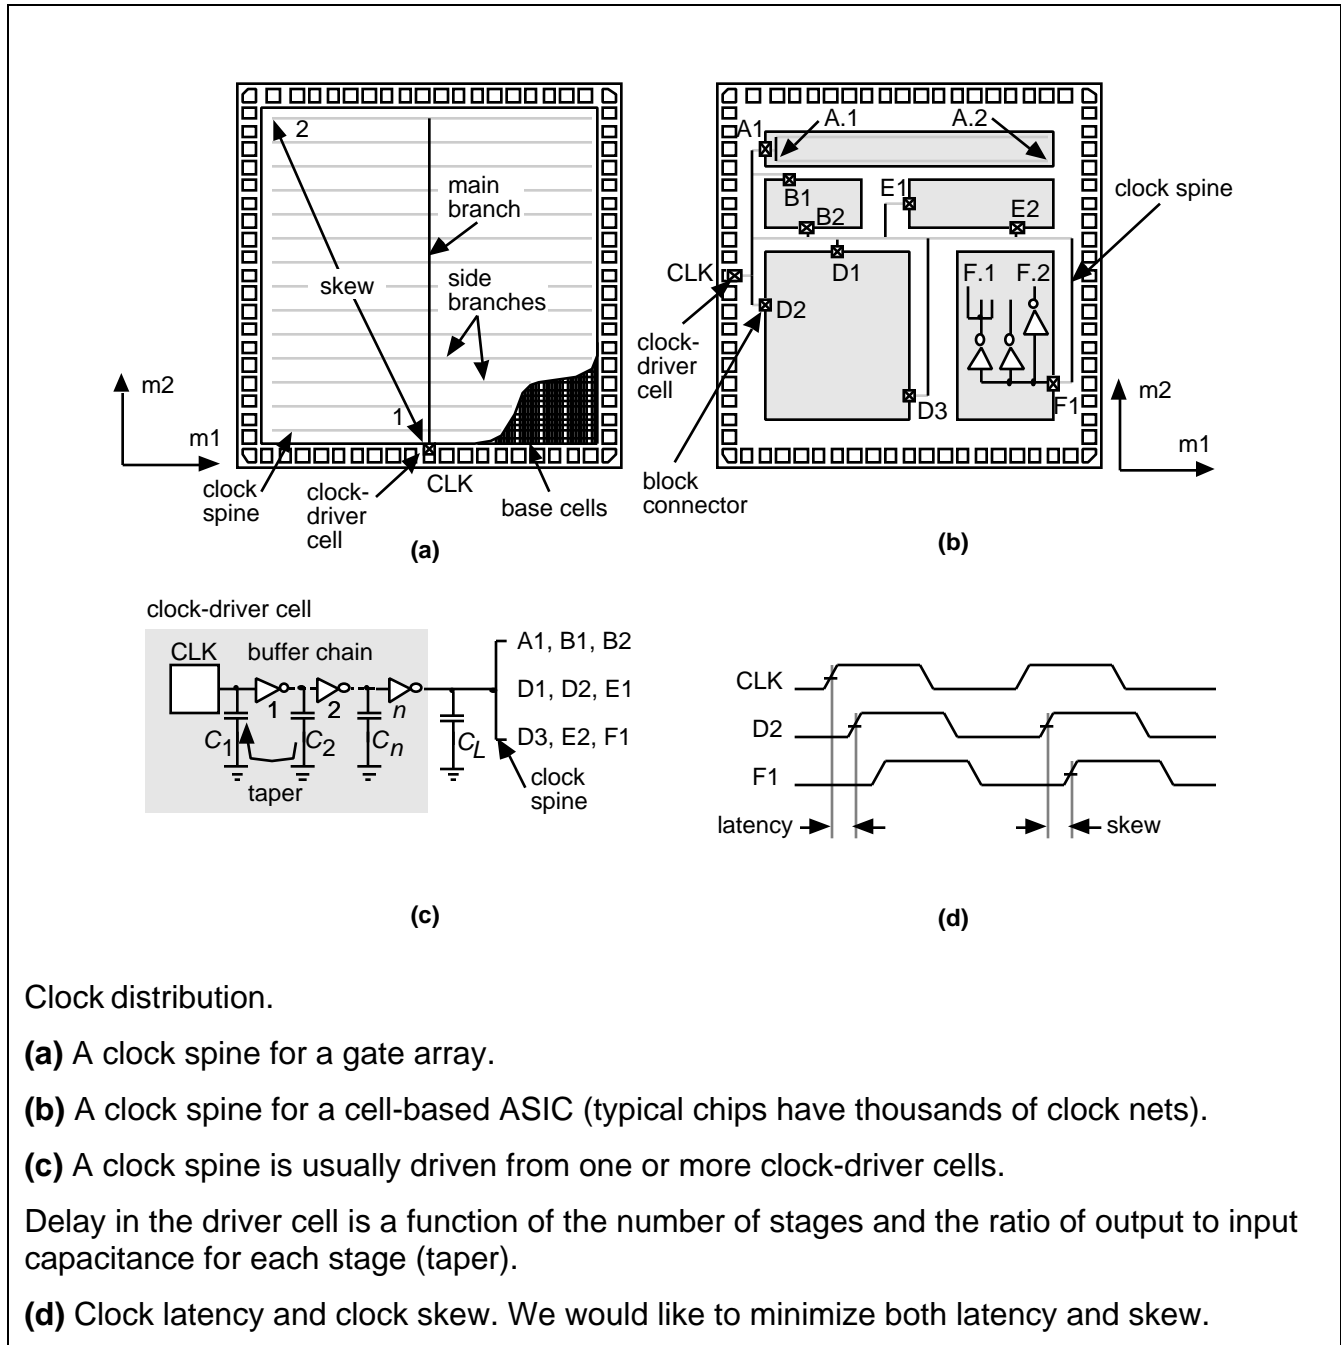 2
main
branch
side
branches
skew
1
m2
m1
clock
spine
clock-
driver
cell
CLK
base cells
(a)
A1
A.1
A.2
B1
B2
E1
E2
clock spine
CLK
D1
D2
D3
F.1
F.2
F1
clock-
driver
cell
block
connector
m2
m1
(b)
clock-driver cell
CLK
buffer chain
1
2
n
C1
C2
Cn
CL
taper
A1, B1, B2
D1, D2, E1
D3, E2, F1
clock
spine
(c)
CLK
D2
F1
latency
skew
(d)
Clock distribution.
(a) A clock spine for a gate array.
(b) A clock spine for a cell-based ASIC (typical chips have thousands of clock nets).
(c) A clock spine is usually driven from one or more clock-driver cells.
Delay in the driver cell is a function of the number of stages and the ratio of output to input
capacitance for each stage (taper).
(d) Clock latency and clock skew. We would like to minimize both latency and skew.